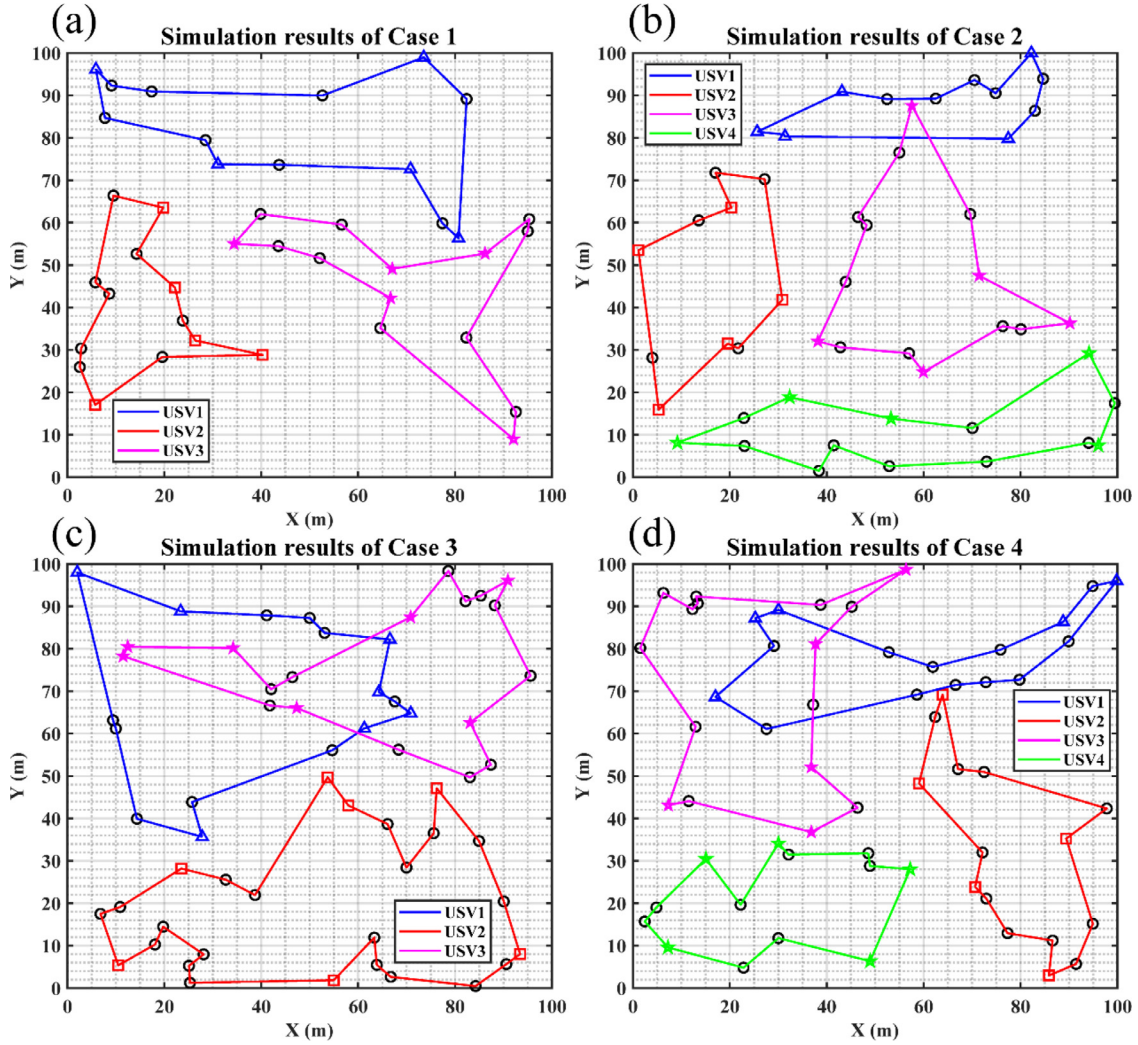 (a)
Simulation results of Case 1
100
90
80
70
60
50
40
30
20
10
0
Y (m)
USV1
USV2
USV3
0 20 40 60 80 100
X (m)
(b)
Simulation results of Case 2
100
90
80
70
60
50
40
30
20
10
0
Y (m)
USV1
USV2
USV3
USV4
0 20 40 60 80 100
X (m)
(c)
Simulation results of Case 3
100
90
80
70
60
50
40
30
20
10
0
Y (m)
USV1
USV2
USV3
0 20 40 60 80 100
X (m)
(d)
Simulation results of Case 4
100
90
80
70
60
50
40
30
20
10
0
Y (m)
USV1
USV2
USV3
USV4
0 20 40 60 80 100
X (m)